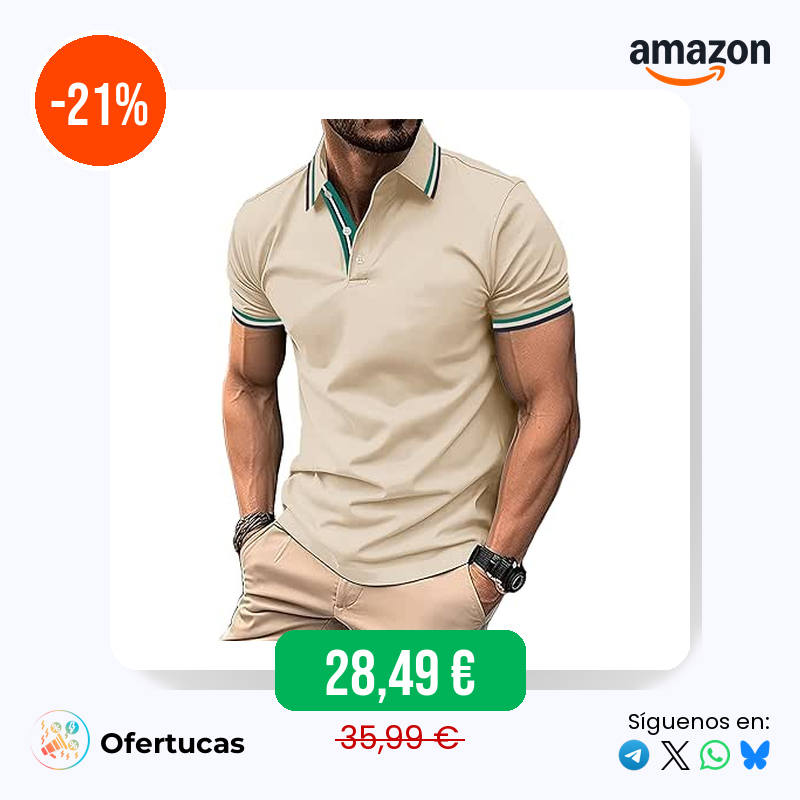 -21%
amazon
28,49 €
35,99 €
Ofertucas
Síguenos en: